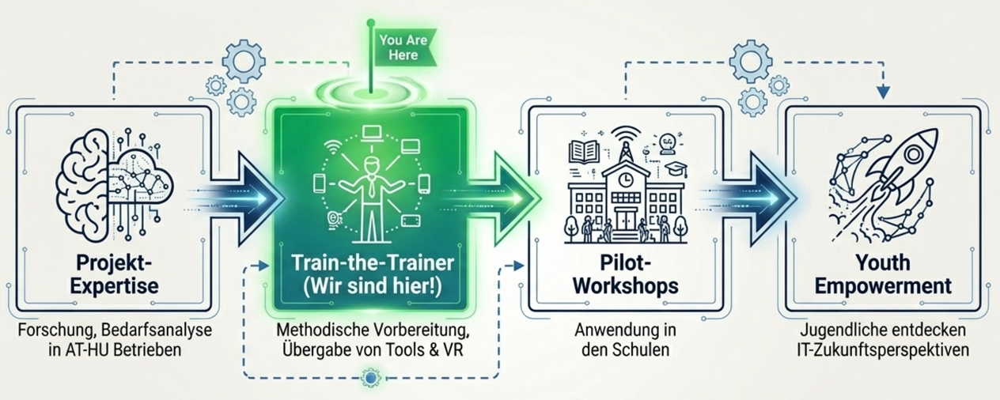 You Are
Here
Projekt-
Expertise
Forschung, Bedarfsanalyse
in AT-HU Betrieben
Train-the-Trainer
(Wir sind hier!)
Methodische Vorbereitung,
Übergabe von Tools & VR
Pilot-
Workshops
Anwendung in
den Schulen
Youth
Empowerment
Jugendliche entdecken
IT-Zukunftsperspektiven